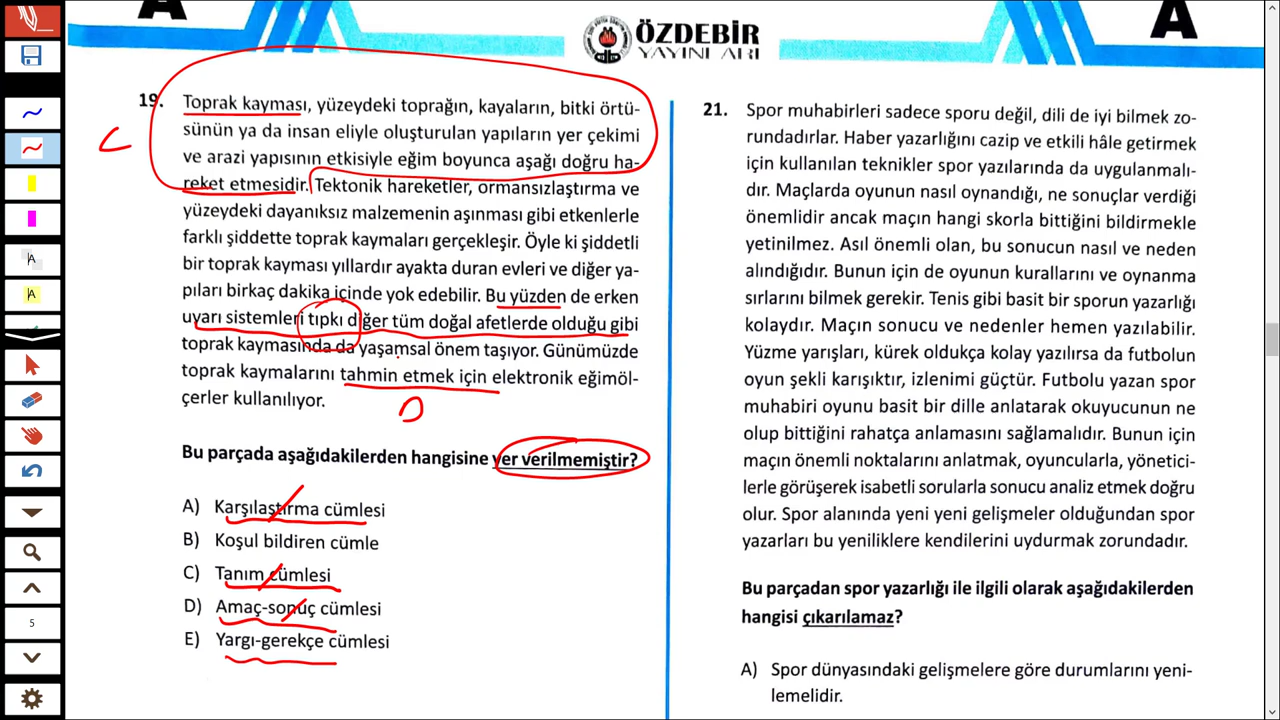 A
ÖZDEBİR
YAYINLARI
A
19. Toprak kayması, yüzeydeki toprağın, kayaların, bitki örtü-
sünün ya da insan eliyle oluşturulan yapıların yer çekimi
ve arazi yapısının etkisiyle eğim boyunca aşağı doğru ha-
reket etmesidir. Tektonik hareketler, ormansızlaştırma ve
yüzeydeki dayanıksız malzemenin aşınması gibi etkenlerle
farklı şiddette toprak kaymaları gerçekleşir. Öyle ki şiddetli
bir toprak kayması yıllardır ayakta duran evleri ve diğer ya-
pıları birkaç dakika içinde yok edebilir. Bu yüzden de erken
uyarı sistemleri tıpkı diğer tüm doğal afetlerde olduğu gibi
toprak kaymasında da yaşamsal önem taşıyor. Günümüzde
toprak kaymalarını tahmin etmek için elektronik eğimöl-
çerler kullanılıyor.
C
D
Bu parçada aşağıdakilerden hangisine yer verilmemiştir?
A) Karşılaştırma cümlesi
B) Koşul bildiren cümle
C) Tanım cümlesi
D) Amaç-sonuç cümlesi
E) Yargı-gerekçe cümlesi
21. Spor muhabirleri sadece sporu değil, dili de iyi bilmek zo-
rundadırlar. Haber yazarlığını cazip ve etkili hâle getirmek
için kullanılan teknikler spor yazılarında da uygulanmalı-
dır. Maçlarda oyunun nasıl oynandığı, ne sonuçlar verdiği
önemlidir ancak maçın hangi skorla bittiğini bildirmekle
yetinilmez. Asıl önemli olan, bu sonucun nasıl ve neden
alındığıdır. Bunun için de oyunun kurallarını ve oynanma
sırlarını bilmek gerekir. Tenis gibi basit bir sporun yazarlığı
kolaydır. Maçın sonucu ve nedenler hemen yazılabilir.
Yüzme yarışları, kürek oldukça kolay yazılırsa da futbolun
oyun şekli karışıktır, izlenimi güçtür. Futbolu yazan spor
muhabiri oyunu basit bir dille anlatarak okuyucunun ne
olup bittiğini rahatça anlamasını sağlamalıdır. Bunun için
maçın önemli noktalarını anlatmak, oyuncularla, yönetici-
lerle görüşerek isabetli sorularla sonucu analiz etmek doğru
olur. Spor alanında yeni yeni gelişmeler olduğundan spor
yazarları bu yeniliklere kendilerini uydurmak zorundadır.
Bu parçadan spor yazarlığı ile ilgili olarak aşağıdakilerden
hangisi çıkarılamaz?
A) Spor dünyasındaki gelişmelere göre durumlarını yeni-
lemelidir.
A
A
5